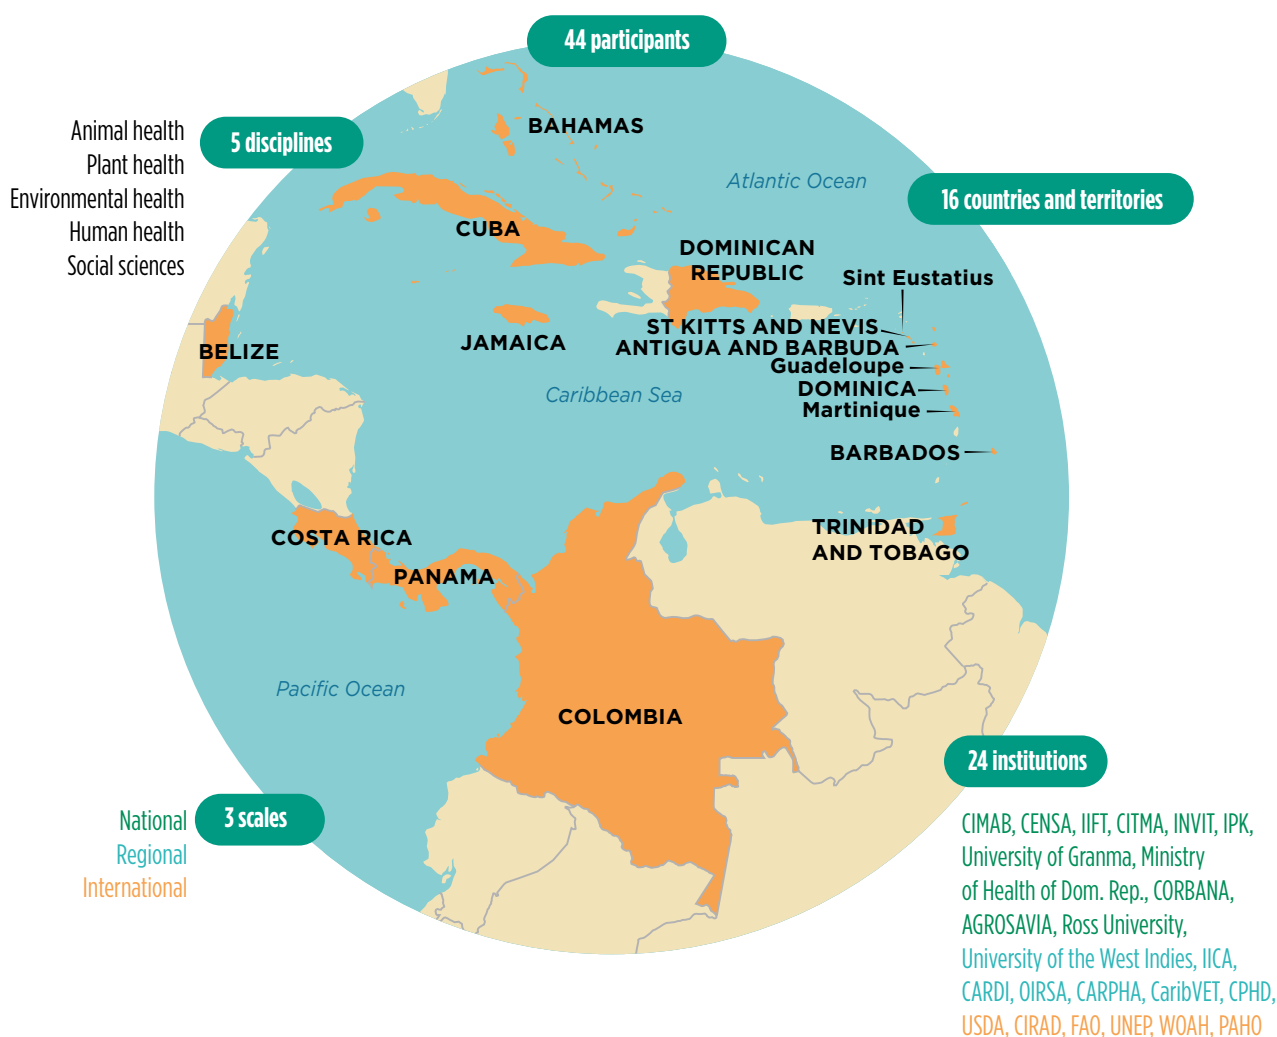 44 participants
5 disciplines
Animal health
Plant health
Environmental health
Human health
Social sciences
16 countries and territories
BAHAMAS
Atlantic Ocean
CUBA
DOMINICAN
REPUBLIC
Sint Eustatius
JAMAICA
ST KITTS AND NEVIS
ANTIGUA AND BARBUDA
Guadeloupe
DOMINICA
Martinique
BELIZE
Caribbean Sea
BARBADOS
TRINIDAD
AND TOBAGO
COSTA RICA
PANAMA
Pacific Ocean
COLOMBIA
3 scales
National
Regional
International
24 institutions
CIMAB, CENSA, IIFT, CITMA, INVIT, IPK,
University of Granma, Ministry
of Health of Dom. Rep., CORBANA,
AGROSAVIA, Ross University,
University of the West Indies, IICA,
CARDI, OIRSA, CARPHA, CaribVET, CPHD,
USDA, CIRAD, FAO, UNEP, WOAH, PAHO